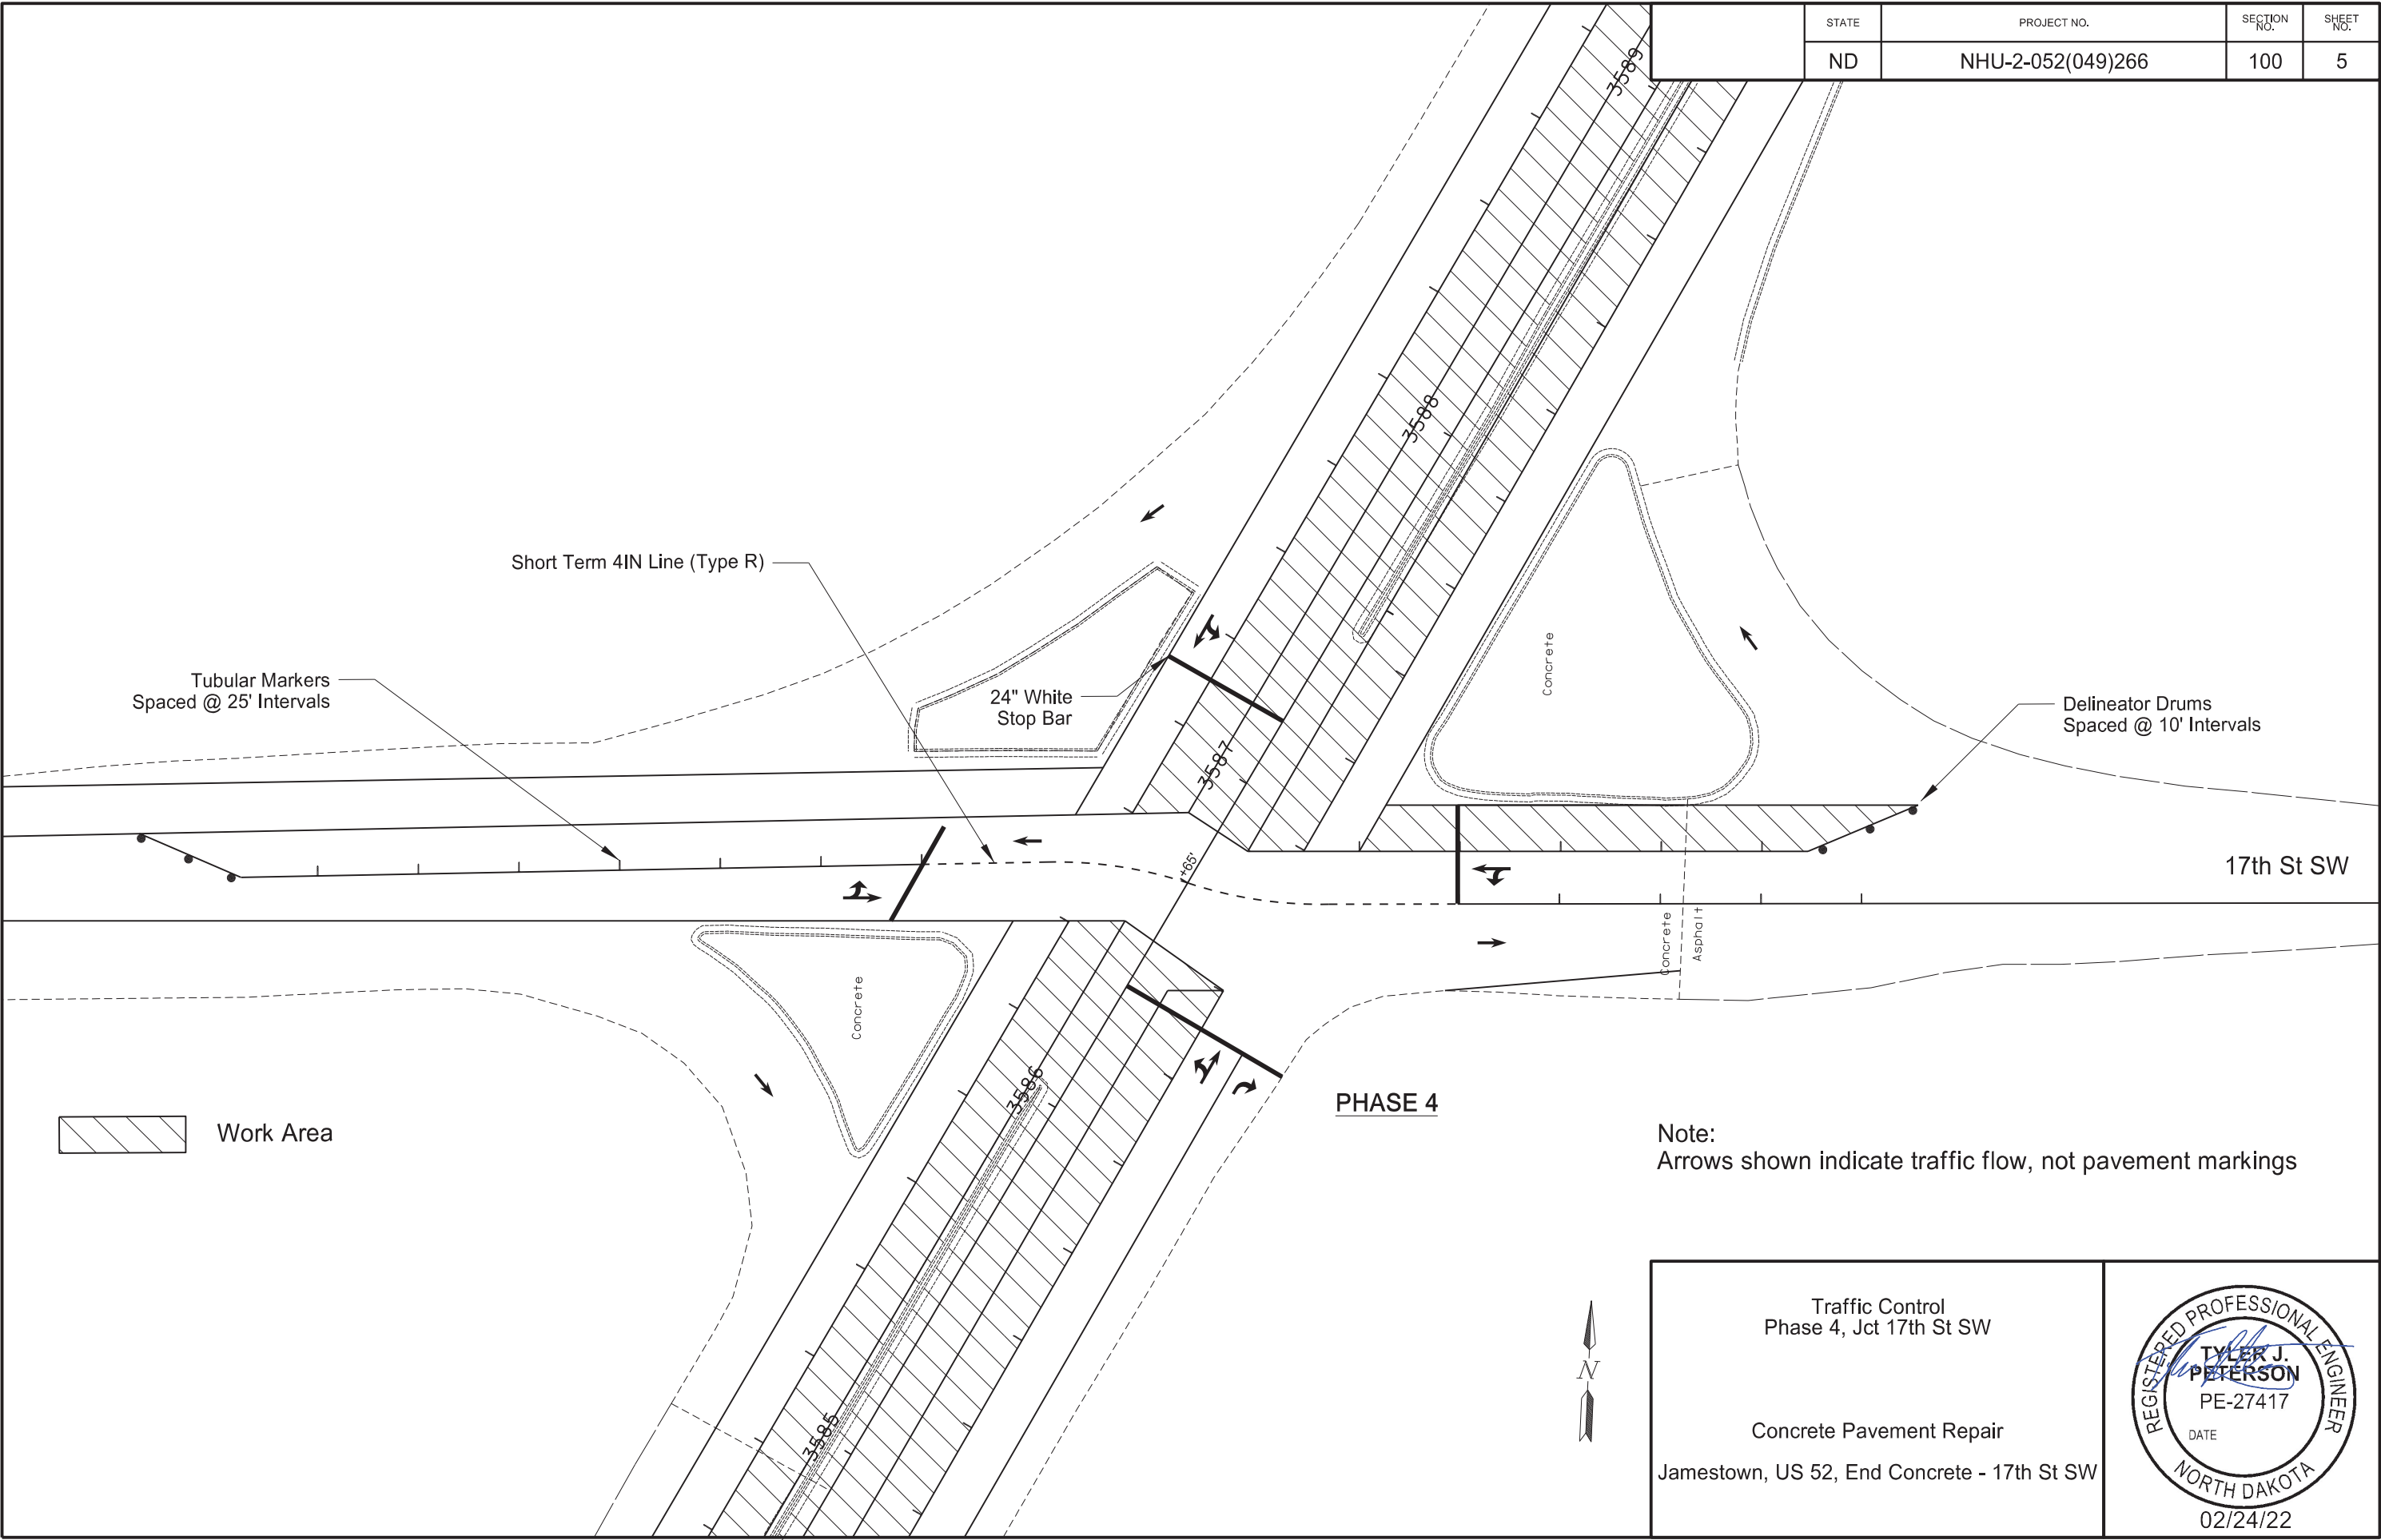 STATE
PROJECT NO.
SECTION NO.
SHEET NO.
ND
NHU-2-052(049)266
100
5
3589
3588
Short Term 4IN Line (Type R)
Tubular Markers
Spaced @ 25' Intervals
24" White
Stop Bar
Concrete
Delineator Drums
Spaced @ 10' Intervals
3587
+65'
17th St SW
Concrete
Asphalt
Concrete
3586
PHASE 4
Work Area
Note:
Arrows shown indicate traffic flow, not pavement markings
3585
N
Traffic Control
Phase 4, Jct 17th St SW
Concrete Pavement Repair
Jamestown, US 52, End Concrete - 17th St SW
REGISTERED PROFESSIONAL ENGINEER
TYLER J.
PETERSON
PE-27417
DATE
NORTH DAKOTA
02/24/22